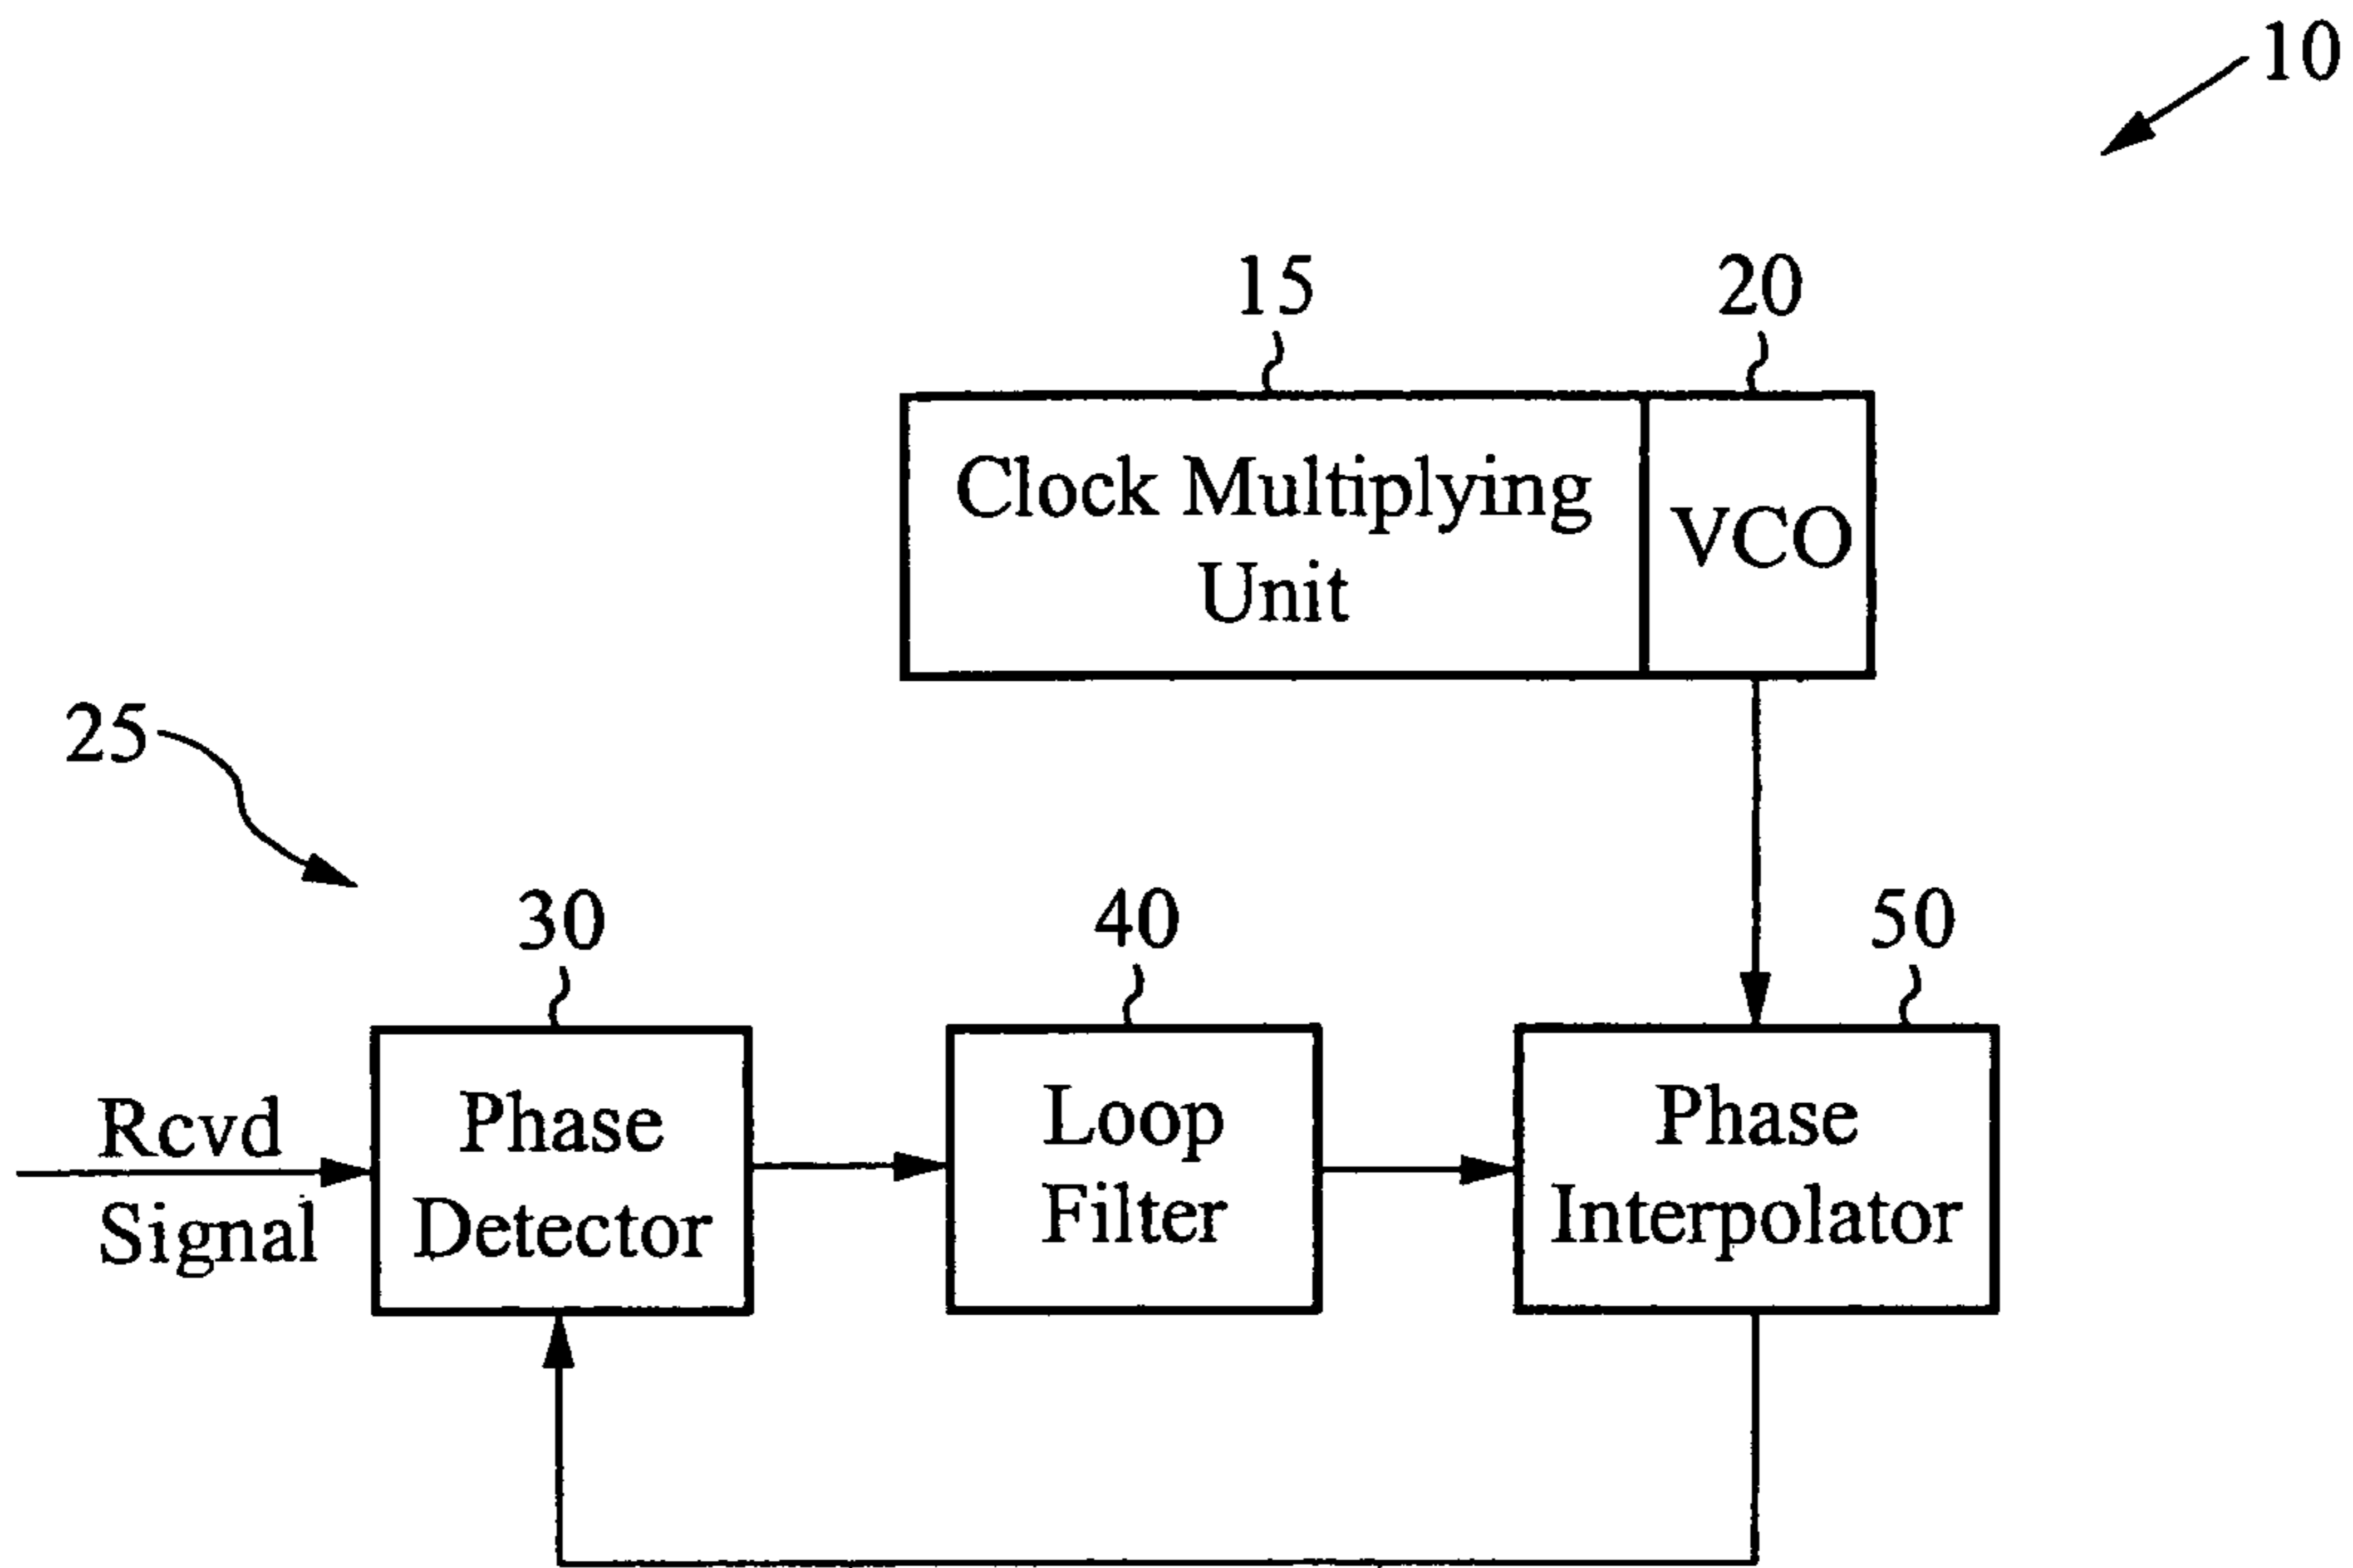 10
15
20
Clock Multiplying
Unit
VCO
25
30
40
50
Rcvd
Signal
Phase
Detector
Loop
Filter
Phase
Interpolator